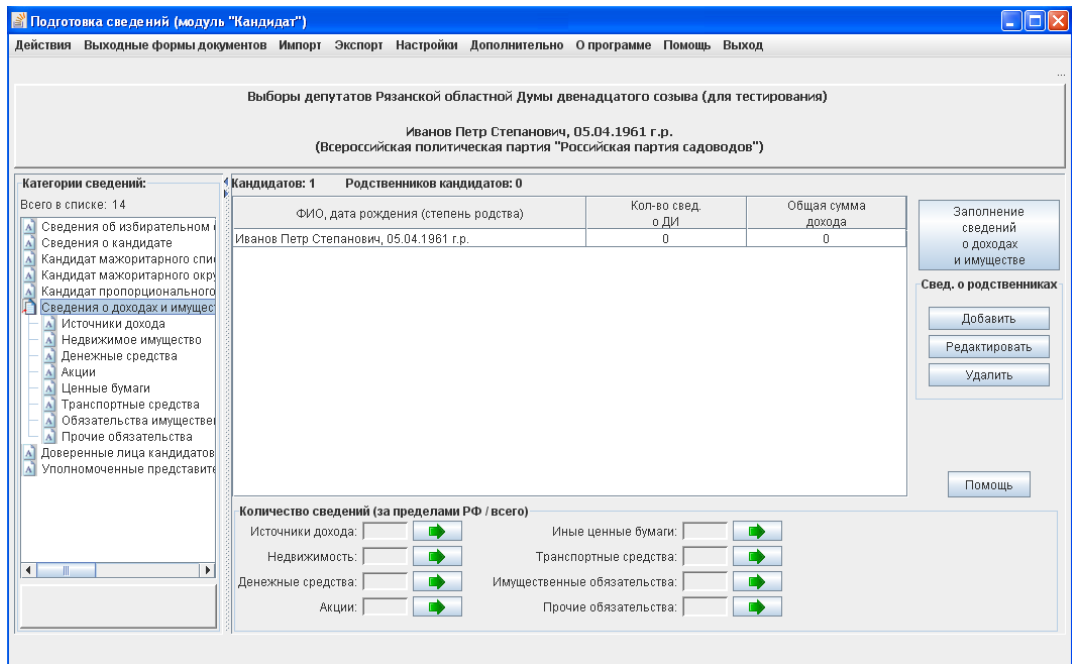 Подготовка сведений (модуль "Кандидат")
Действия Выходные формы документов Импорт Экспорт Настройки Дополнительно О программе Помощь Выход
...
Выборы депутатов Рязанской областной Думы двенадцатого созыва (для тестирования)
Иванов Петр Степанович, 05.04.1961 г.р.
(Всероссийская политическая партия "Российская партия садоводов")
Категории сведений:
Всего в списке: 14
Сведения об избирательном
Сведения о кандидате
Кандидат мажоритарного спи
Кандидат мажоритарного окру
Кандидат пропорционального
Сведения о доходах и имущес
Источники дохода
Недвижимое имущество
Денежные средства
Акции
Ценные бумаги
Транспортные средства
Обязательства имуществен
Прочие обязательства
Доверенные лица кандидатов
Уполномоченные представите
Кандидатов: 1 Родственников кандидатов: 0
ФИО, дата рождения (степень родства) Кол-во свед. о ДИ Общая сумма дохода
Иванов Петр Степанович, 05.04.1961 г.р. 0 0
Заполнение
сведений
о доходах
и имуществе
Свед. о родственниках
Добавить
Редактировать
Удалить
Помощь
Количество сведений (за пределами РФ / всего)
Источники дохода: Иные ценные бумаги:
Недвижимость: Транспортные средства:
Денежные средства: Имущественные обязательства:
Акции: Прочие обязательства: